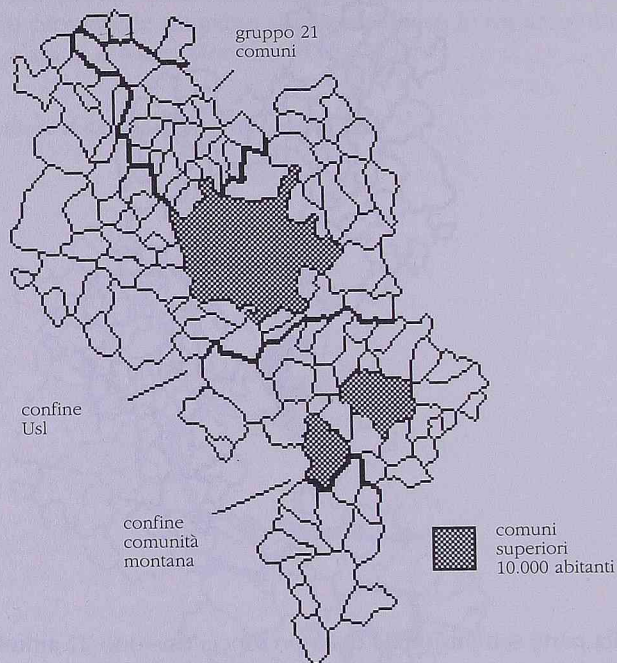 gruppo 21
comuni
confine
Usl
confine
comunità
montana
comuni
superiori
10.000 abitanti